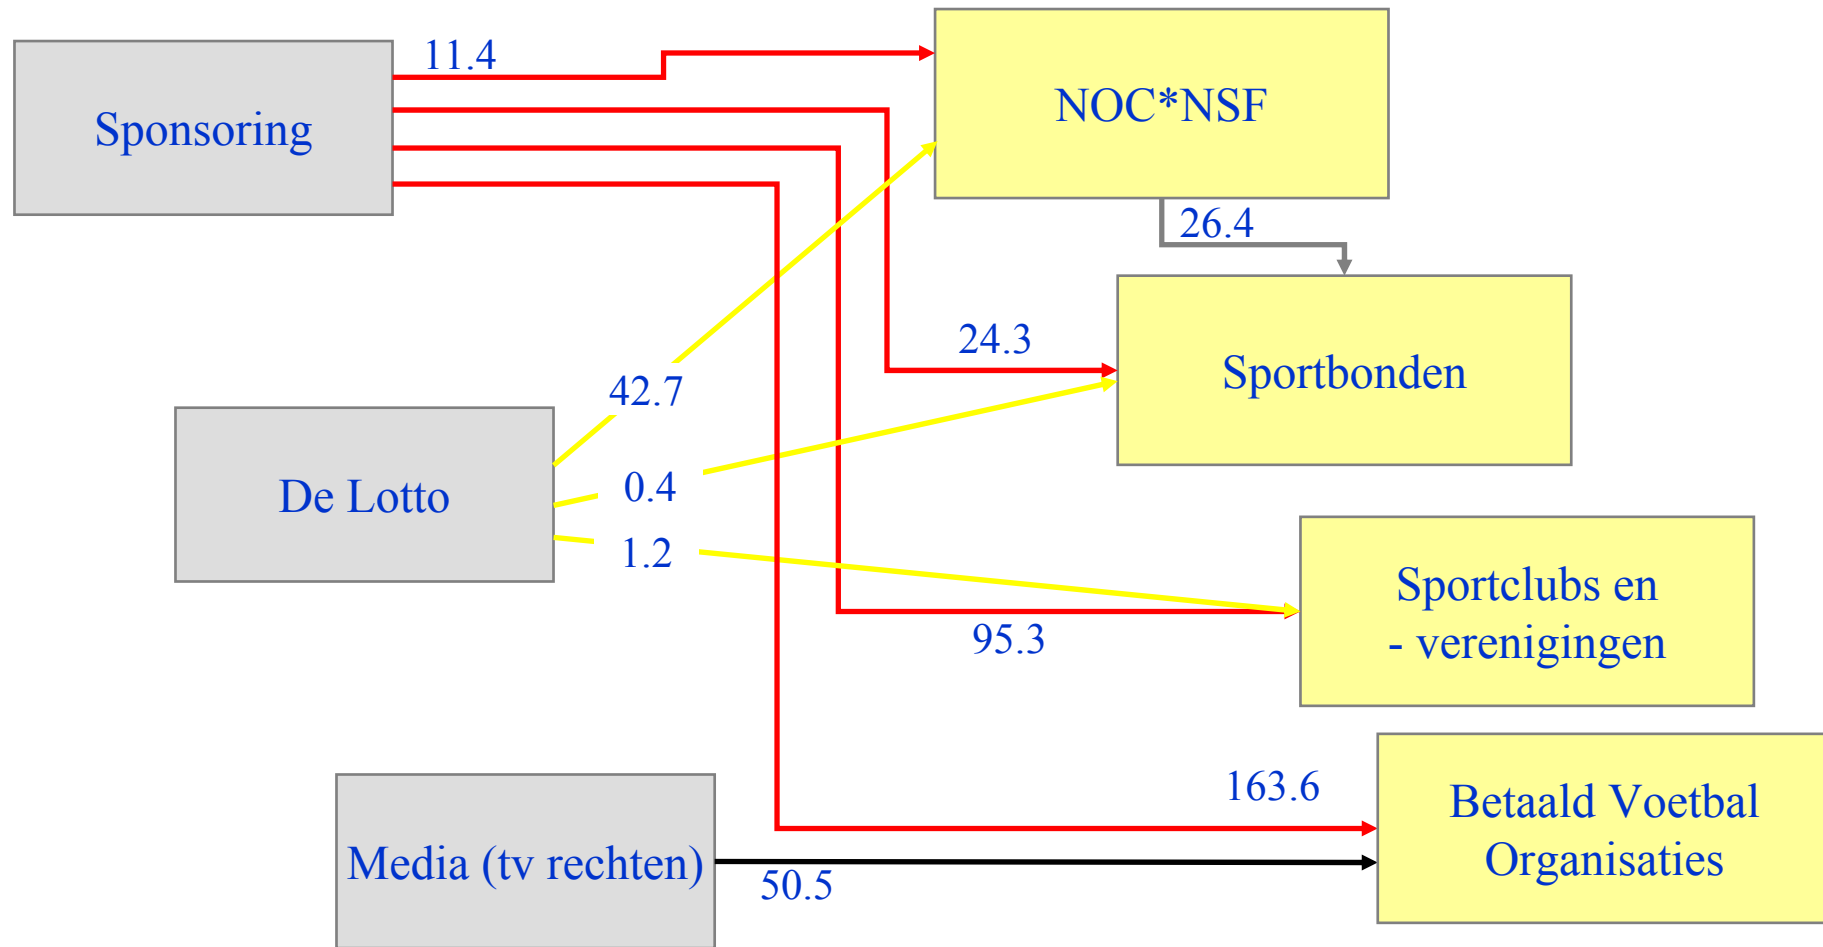 11.4
Sponsoring
NOC*NSF
26.4
24.3
Sportbonden
42.7
De Lotto
0.4
1.2
Sportclubs en
- verenigingen
95.3
163.6
Betaald Voetbal
Organisaties
Media (tv rechten)
50.5